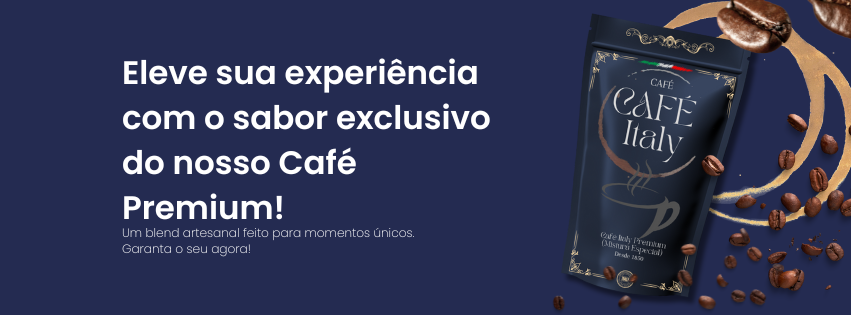 Eleve sua experiência
com o sabor exclusivo
do nosso Café
Premium!
Um blend artesanal feito para momentos únicos.
Garanta o seu agora!
CAFÉ
CAFÉ
Italy
Café Italy Premium
(Mistura Especial)
Desde 1850